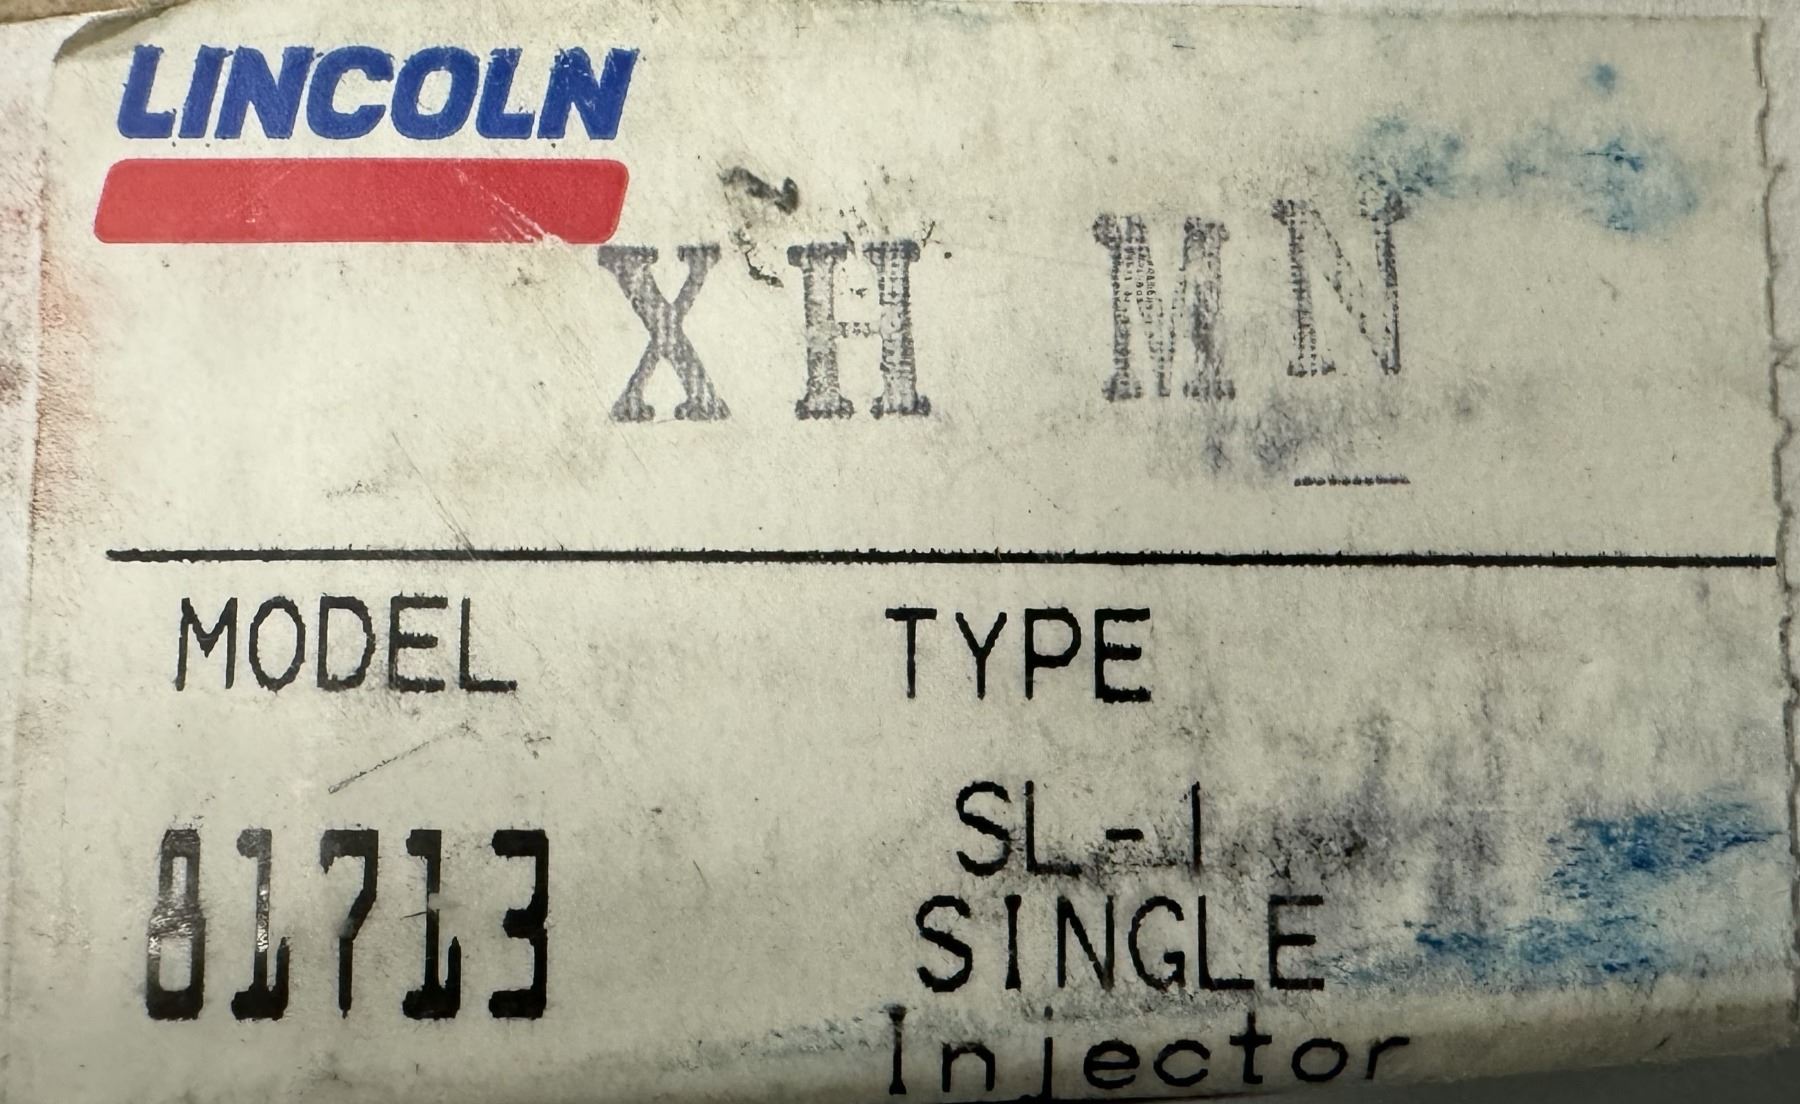 LINCOLN
XH MN
MODEL TYPE
81713 SL-1
SINGLE
Injector